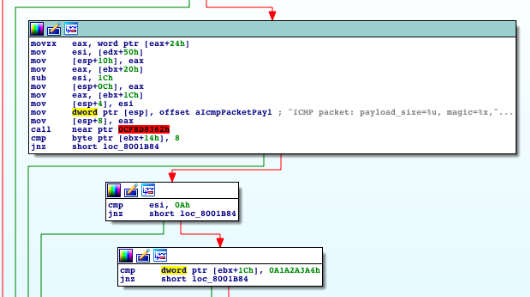 movzx eax, word ptr [eax+24h]
mov esi, [edx+50h]
mov [esp+10h], eax
mov eax, [ebx+20h]
sub esi, 1Ch
mov [esp+0Ch], eax
mov eax, [ebx+1Ch]
mov [esp+4], esi
mov dword ptr [esp], offset aIcmpPacketPayl ; "ICMP packet: payload_size=%u, magic=%x,"...
mov [esp+8], eax
call near ptr
cmp byte ptr [ebx+14h], 8
jnz short loc_8001B84
cmp esi, 0Ah
jnz short loc_8001B84
cmp dword ptr [ebx+1Ch], 0A1A2A3A4h
jnz short loc_8001B84